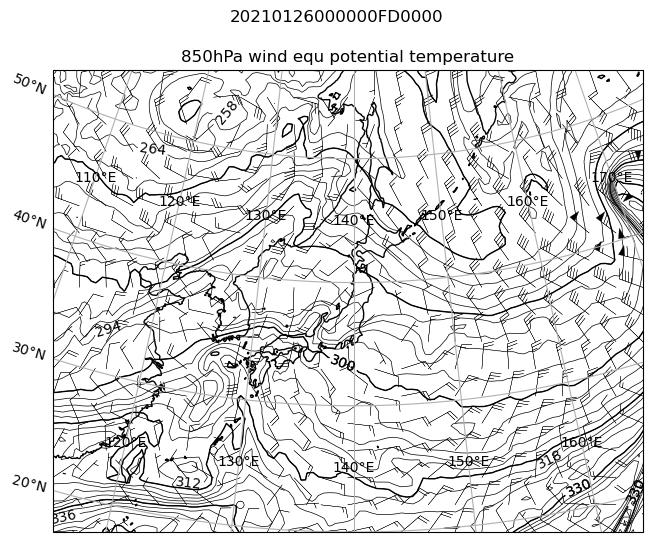 20210126000000FD0000
850hPa wind equ potential temperature
50°N
258
264
110°E
170°E
120°E
160°E
130°E
140°E
150°E
40°N
294
30°N
300
120°E
160°E
130°E
140°E
150°E
318
20°N
312
330
330
336